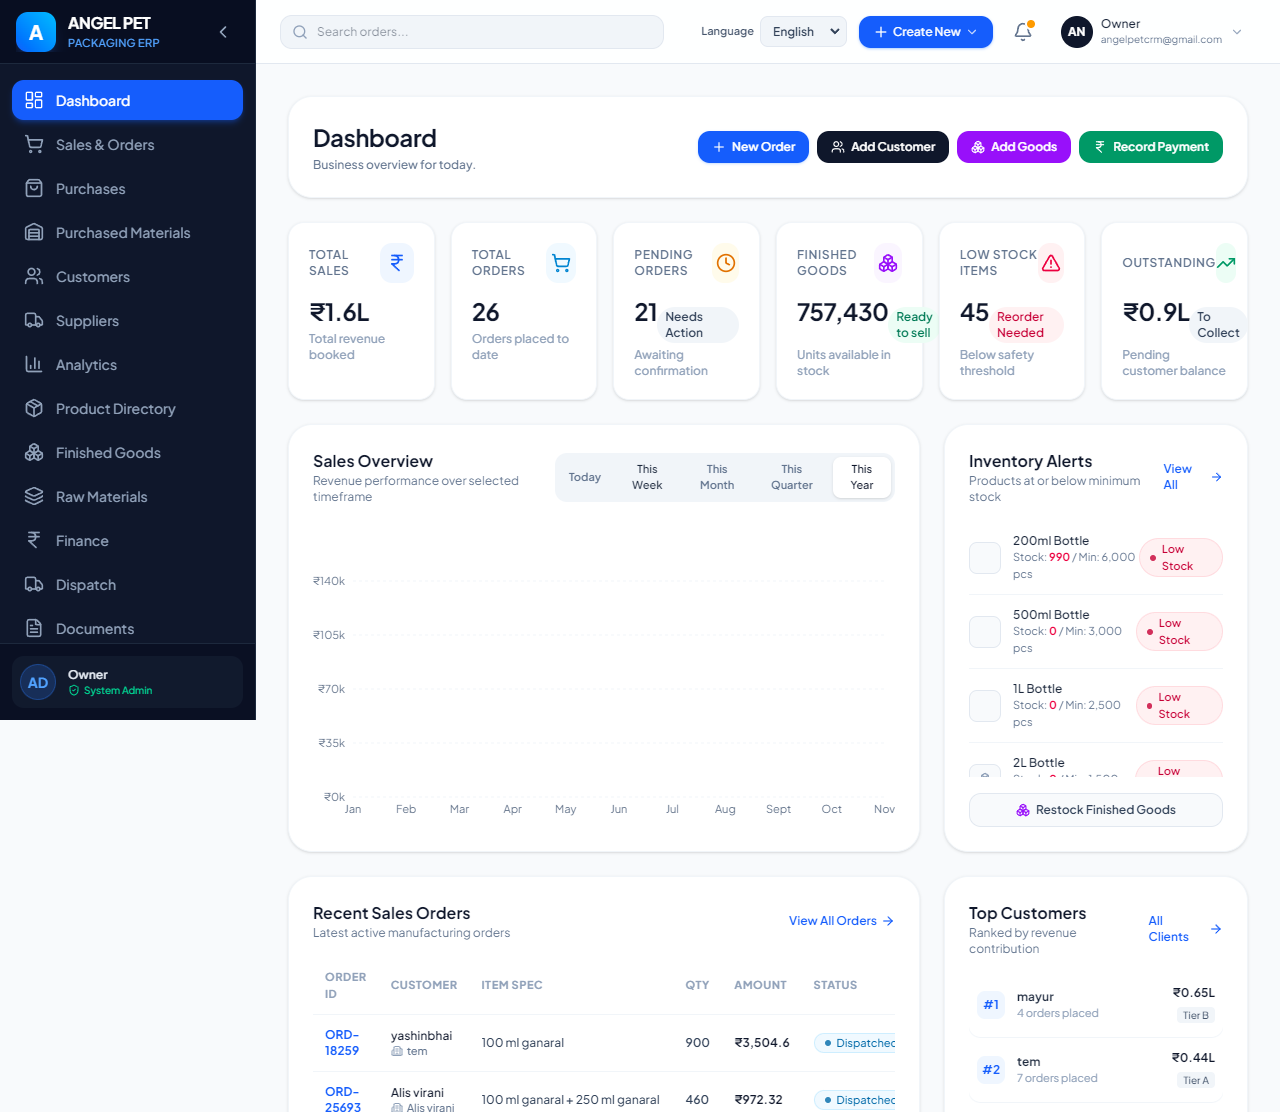 A
ANGEL PET
PACKAGING ERP
Dashboard
Sales & Orders
Purchases
Purchased Materials
Customers
Suppliers
Analytics
Product Directory
Finished Goods
Raw Materials
Finance
Dispatch
Documents
AD
Owner
System Admin
Search orders...
Language
English
Create New
AN
Owner
angelpetcrm@gmail.com
Dashboard
Business overview for today.
New Order
Add Customer
Add Goods
Record Payment
TOTAL
SALES
₹1.6L
Total revenue
booked
TOTAL
ORDERS
26
Orders placed to
date
PENDING
ORDERS
21
Needs
Action
Awaiting
confirmation
FINISHED
GOODS
757,430
Ready
to sell
Units available in
stock
LOW STOCK
ITEMS
45
Reorder
Needed
Below safety
threshold
OUTSTANDING
₹0.9L
To
Collect
Pending
customer balance
Sales Overview
Revenue performance over selected
timeframe
Today
This
Week
This
Month
This
Quarter
This
Year
₹140k
₹105k
₹70k
₹35k
₹0k
Jan Feb Mar Apr May Jun Jul Aug Sept Oct Nov
Inventory Alerts
Products at or below minimum
stock
View
All
200ml Bottle
Stock: 990 / Min: 6,000
pcs
Low
Stock
500ml Bottle
Stock: 0 / Min: 3,000
pcs
Low
Stock
1L Bottle
Stock: 0 / Min: 2,500
pcs
Low
Stock
2L Bottle
Low
Restock Finished Goods
Recent Sales Orders
Latest active manufacturing orders
View All Orders
ORDER
ID
CUSTOMER
ITEM SPEC
QTY
AMOUNT
STATUS
ORD-
18259
yashinbhai
tem
100 ml ganaral
900
₹3,504.6
Dispatched
ORD-
25693
Alis virani
Alis virani
100 ml ganaral + 250 ml ganaral
460
₹972.32
Dispatched
Top Customers
Ranked by revenue
contribution
All
Clients
#1
mayur
4 orders placed
₹0.65L
Tier B
#2
tem
7 orders placed
₹0.44L
Tier A